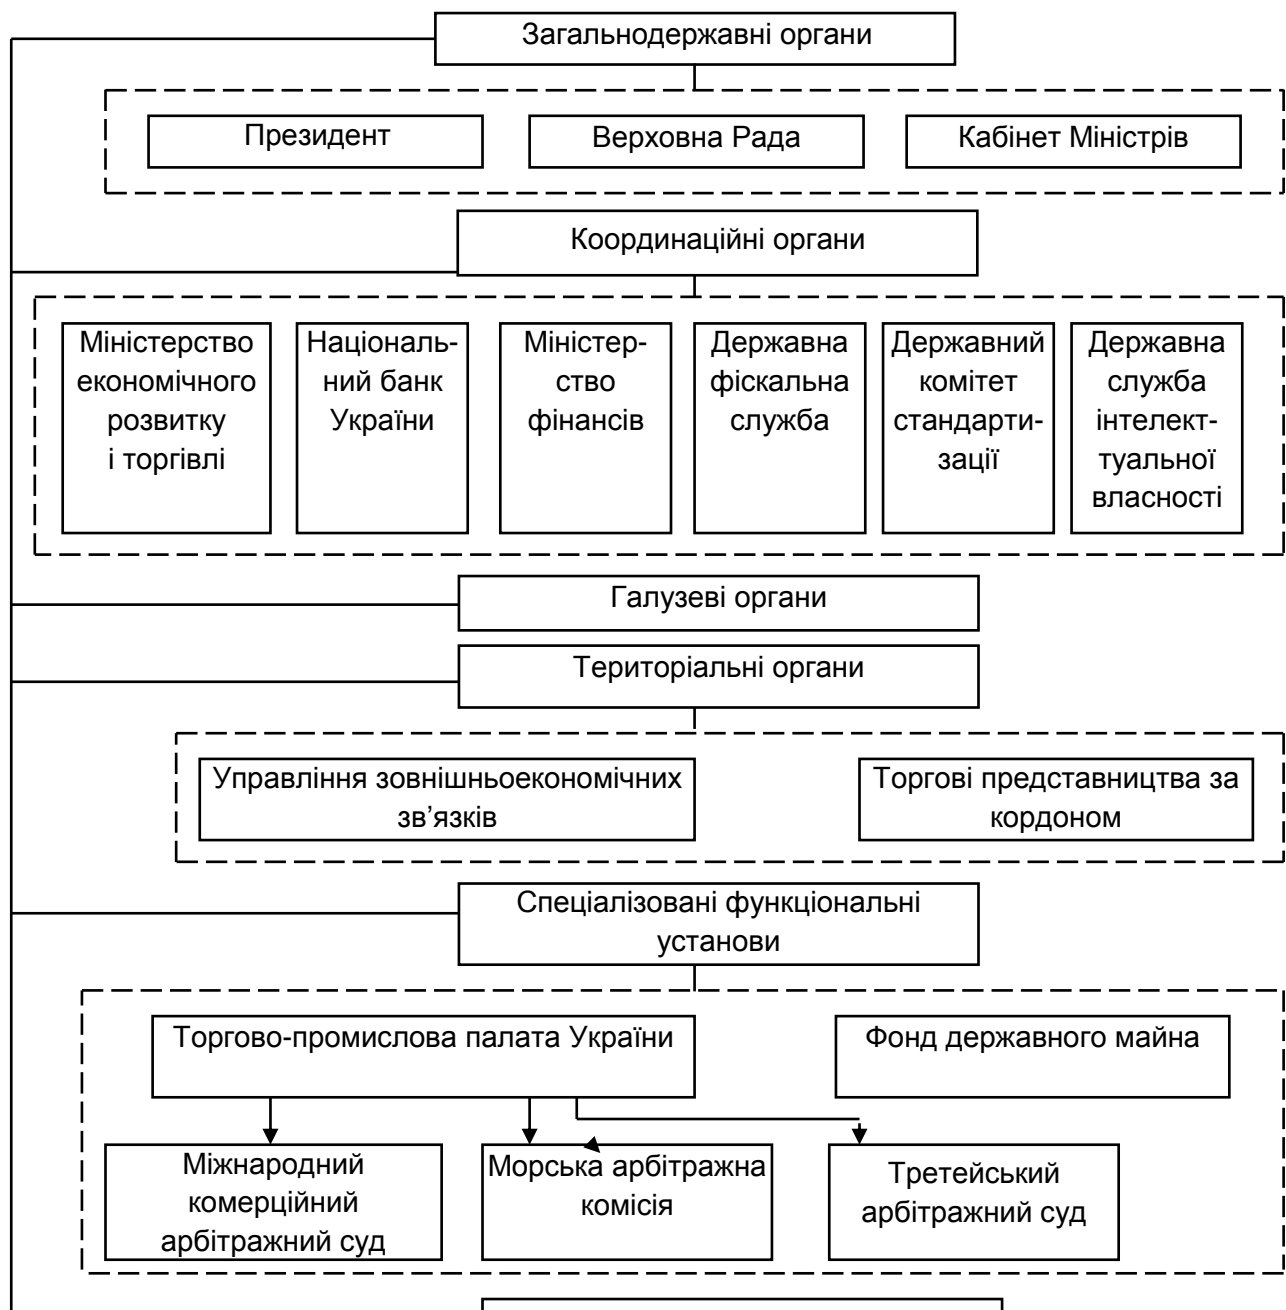 Загальнодержавні органи
Президент
Верховна Рада
Кабінет Міністрів
Координаційні органи
Міністерство
економічного
розвитку
і торгівлі
Національ-
ний банк
України
Міністер-
ство
фінансів
Державна
фіскальна
служба
Державний
комітет
стандарти-
зації
Державна
служба
інтелект-
туальної
власності
Галузеві органи
Територіальні органи
Управління зовнішньоекономічних
зв’язків
Торгові представництва за
кордоном
Спеціалізовані функціональні
установи
Торгово-промислова палата України
Фонд державного майна
Міжнародний
комерційний
арбітражний суд
Морська арбітражна
комісія
Третейський
арбітражний суд